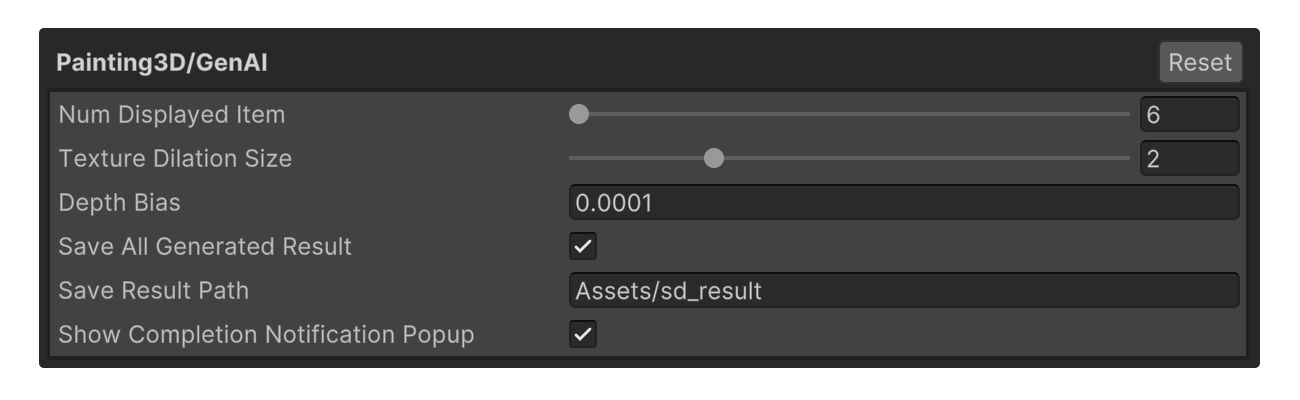 Painting3D/GenAI Reset
Num Displayed Item 6
Texture Dilation Size 2
Depth Bias 0.0001
Save All Generated Result
Save Result Path Assets/sd_result
Show Completion Notification Popup